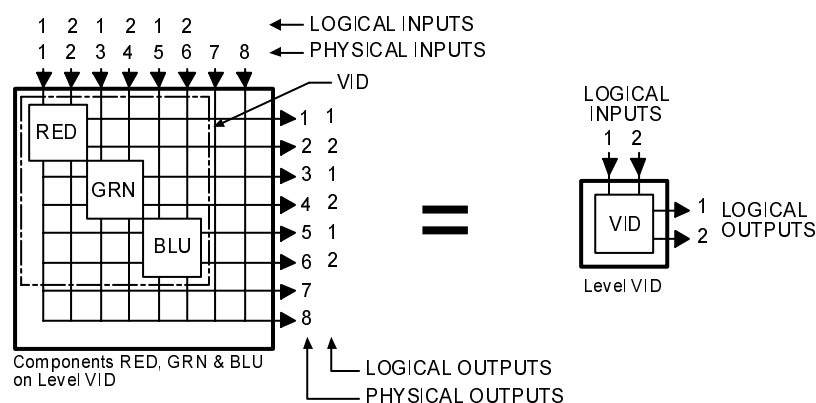 1 2 1 2 1 2 LOGICAL INPUTS
1 2 3 4 5 6 7 8 PHYSICAL INPUTS
VID
RED
GRN
BLU
1 1
2 2
3 1
4 2
5 1
6 2
7
8
Components RED, GRN & BLU
on Level VID
LOGICAL OUTPUTS
PHYSICAL OUTPUTS
=
LOGICAL
INPUTS
1 2
VID
1 LOGICAL
2 OUTPUTS
Level VID